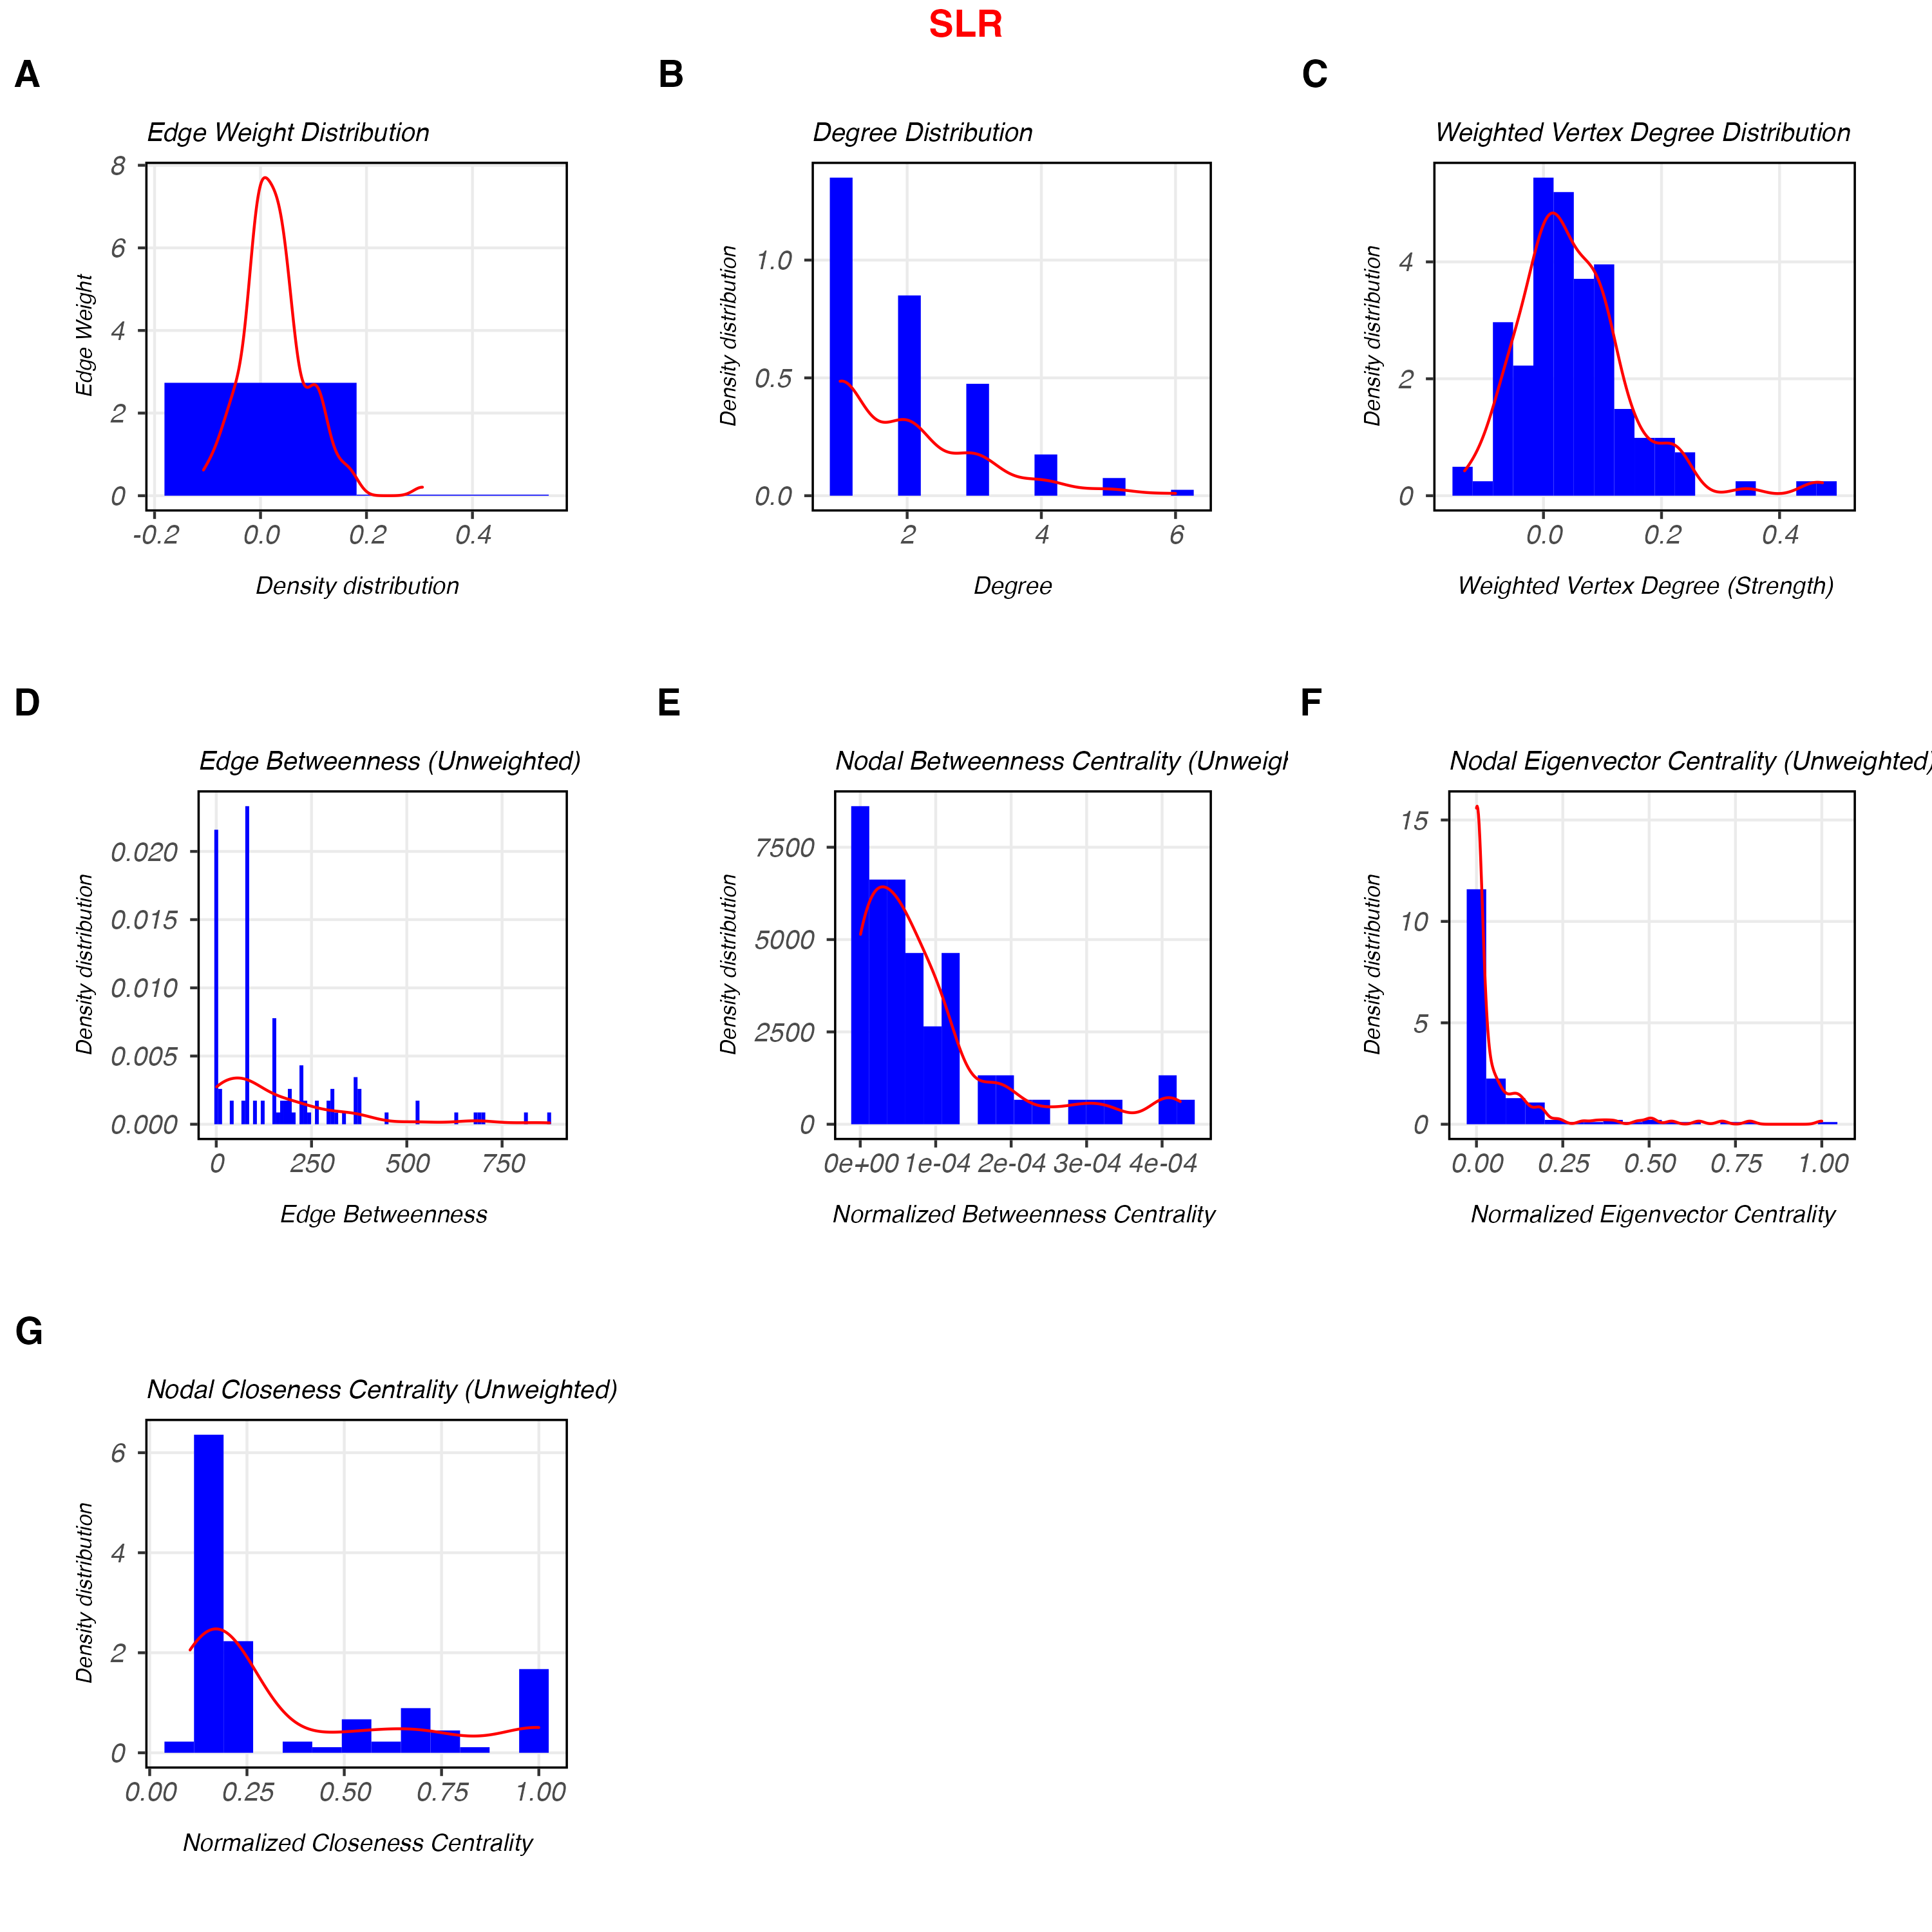 SLR
A
Edge Weight Distribution
Edge Weight
8
6
4
2
0
-0.2 0.0 0.2 0.4
Density distribution
B
Degree Distribution
Density distribution
1.0
0.5
0.0
2 4 6
Degree
C
Weighted Vertex Degree Distribution
Density distribution
4
2
0
0.0 0.2 0.4
Weighted Vertex Degree (Strength)
D
Edge Betweenness (Unweighted)
Density distribution
0.020
0.015
0.010
0.005
0.000
0 250 500 750
Edge Betweenness
E
Nodal Betweenness Centrality (Unweigh
Density distribution
7500
5000
2500
0
0e+00 1e-04 2e-04 3e-04 4e-04
Normalized Betweenness Centrality
F
Nodal Eigenvector Centrality (Unweighted)
Density distribution
15
10
5
0
0.00 0.25 0.50 0.75 1.00
Normalized Eigenvector Centrality
G
Nodal Closeness Centrality (Unweighted)
Density distribution
6
4
2
0
0.00 0.25 0.50 0.75 1.00
Normalized Closeness Centrality